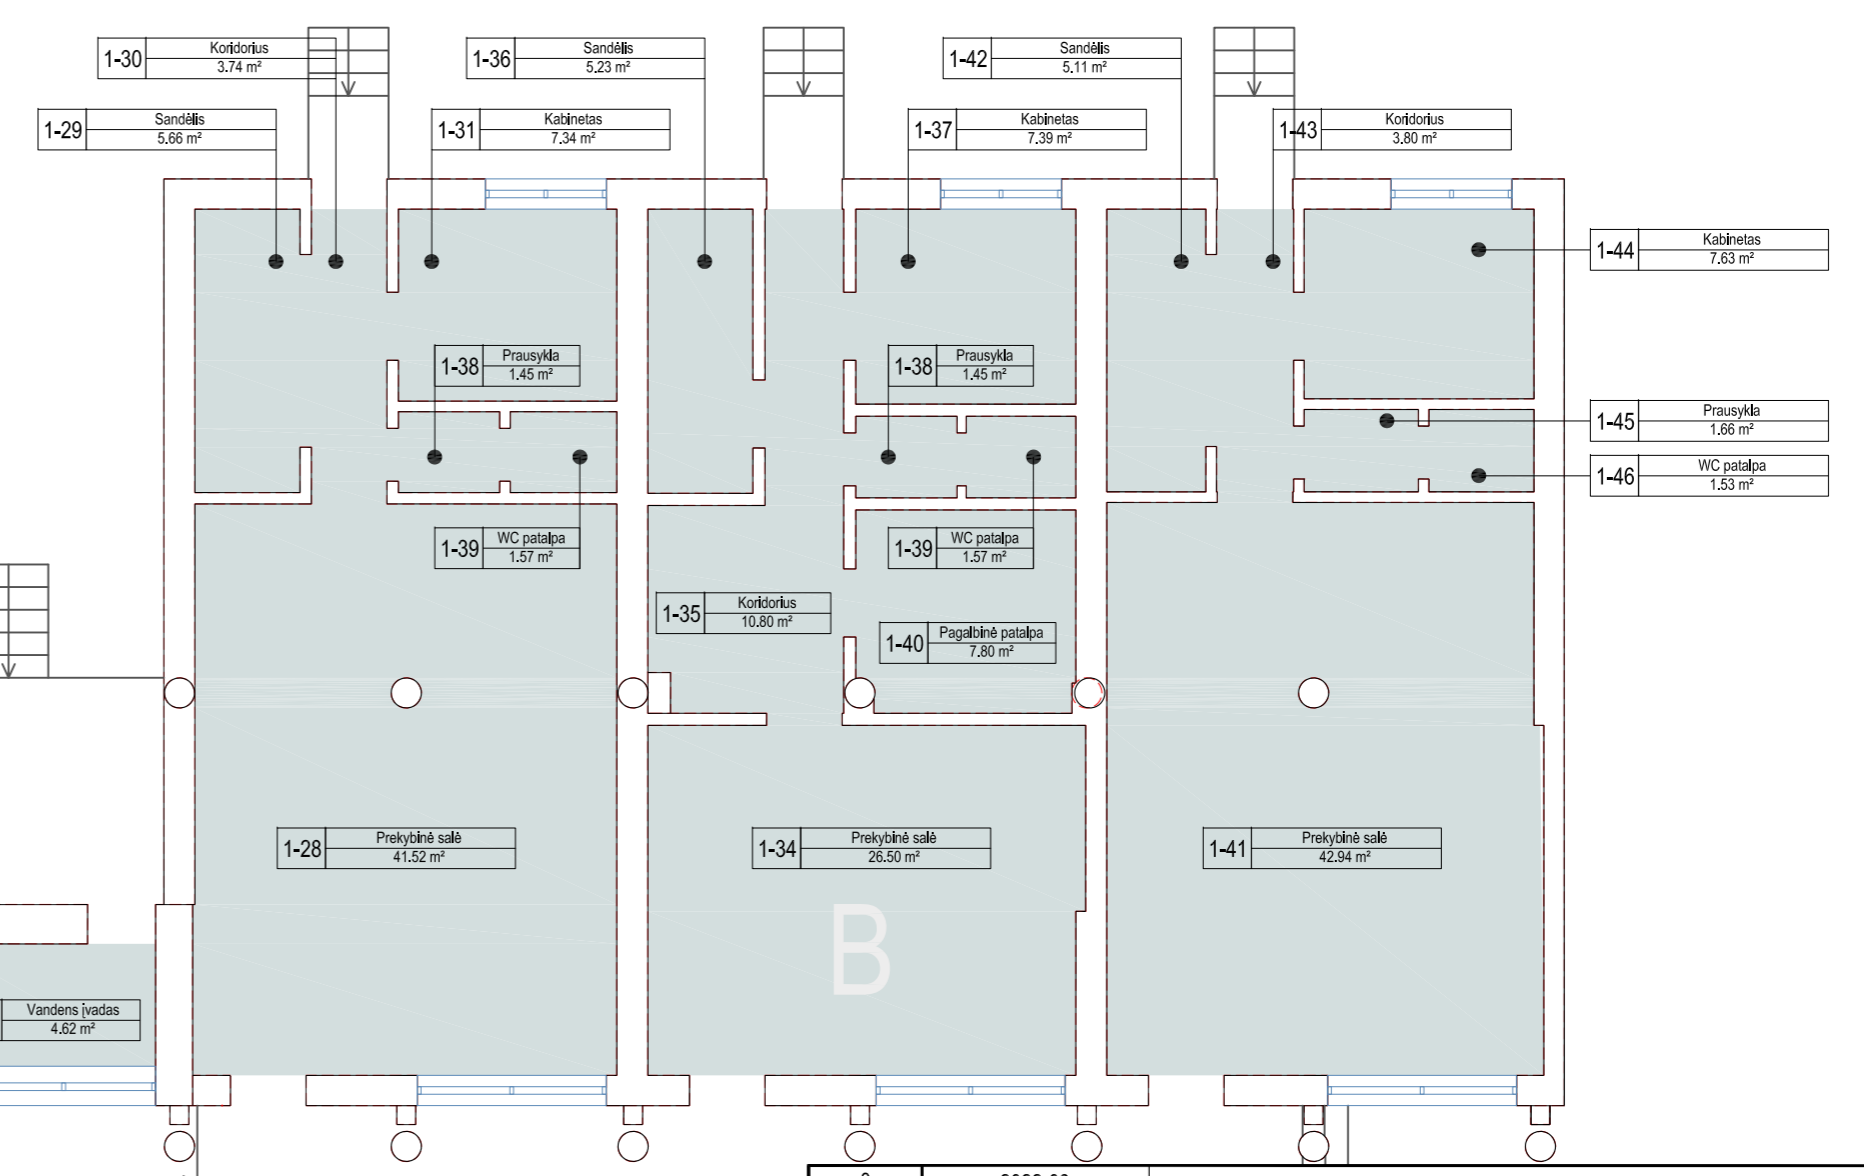 1-30 Koridorius
3.74 m²
1-36 Sandėlis
5.23 m²
1-42 Sandėlis
5.11 m²
1-29 Sandėlis
5.66 m²
1-31 Kabinetas
7.34 m²
1-37 Kabinetas
7.39 m²
1-43 Koridorius
3.80 m²
1-44 Kabinetas
7.63 m²
1-38 Prausykla
1.45 m²
1-38 Prausykla
1.45 m²
1-45 Prausykla
1.66 m²
1-46 WC patalpa
1.53 m²
1-39 WC patalpa
1.57 m²
1-39 WC patalpa
1.57 m²
1-35 Koridorius
10.80 m²
1-40 Pagalbinė patalpa
7.80 m²
1-28 Prekybinė salė
41.52 m²
1-34 Prekybinė salė
26.50 m²
1-41 Prekybinė salė
42.94 m²
B
Vandens įvadas
4.62 m²